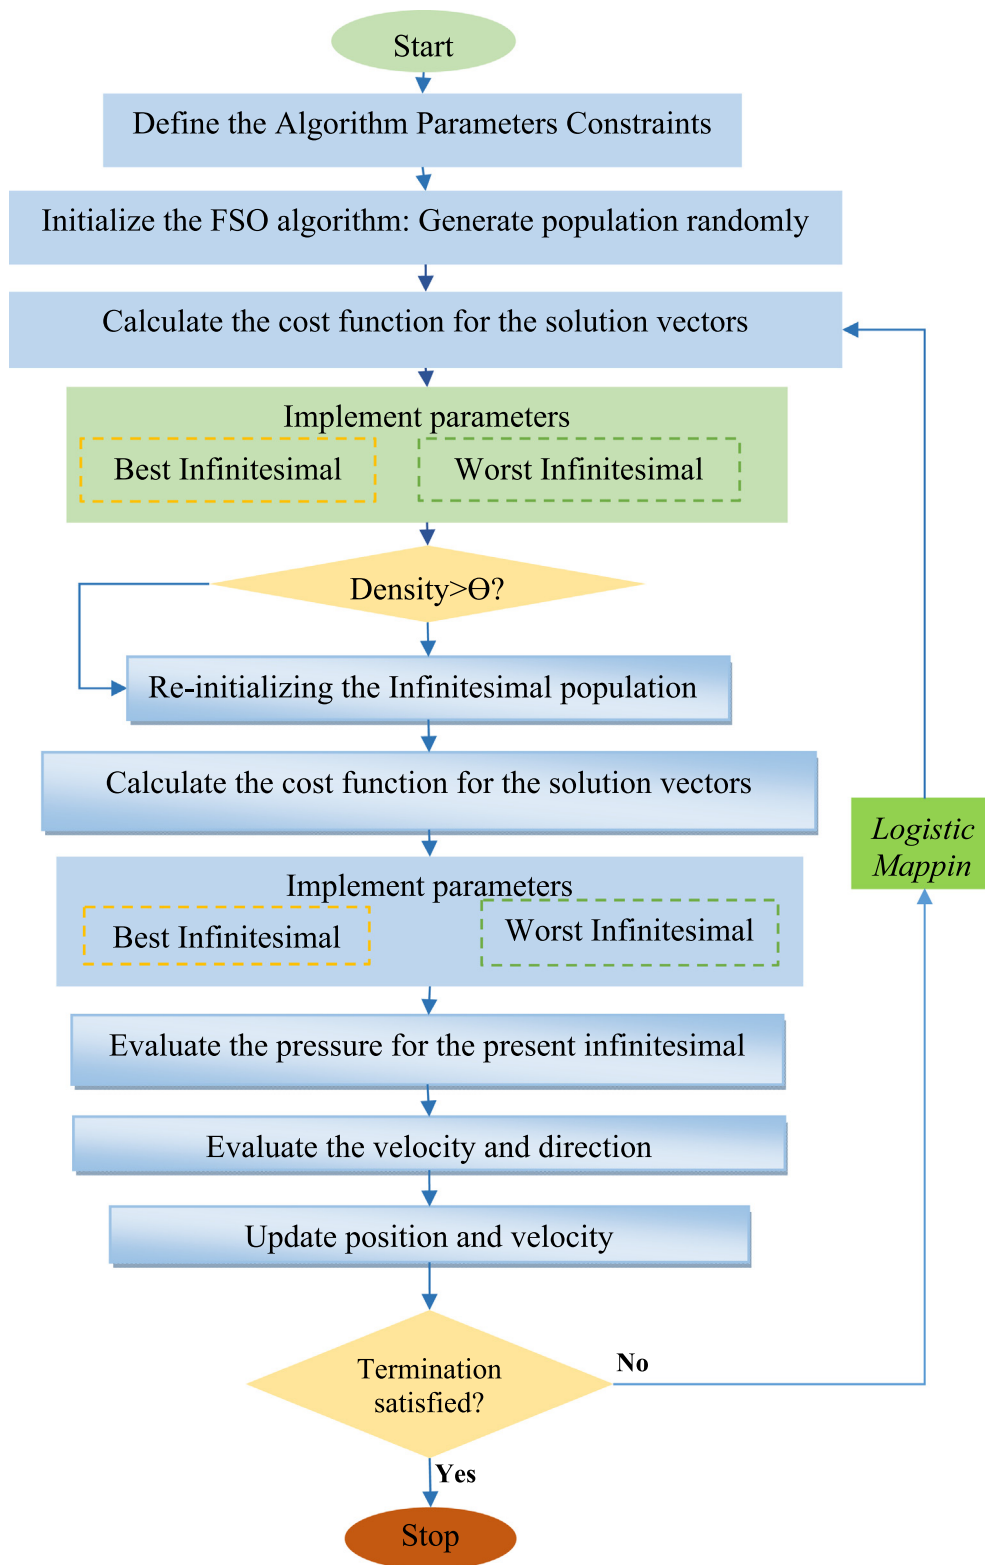 Start
Define the Algorithm Parameters Constraints
Initialize the FSO algorithm: Generate population randomly
Calculate the cost function for the solution vectors
Implement parameters
Best Infinitesimal
Worst Infinitesimal
Density>Ɵ?
Re-initializing the Infinitesimal population
Calculate the cost function for the solution vectors
Logistic
Mappin
Implement parameters
Best Infinitesimal
Worst Infinitesimal
Evaluate the pressure for the present infinitesimal
Evaluate the velocity and direction
Update position and velocity
Termination
satisfied?
No
Yes
Stop